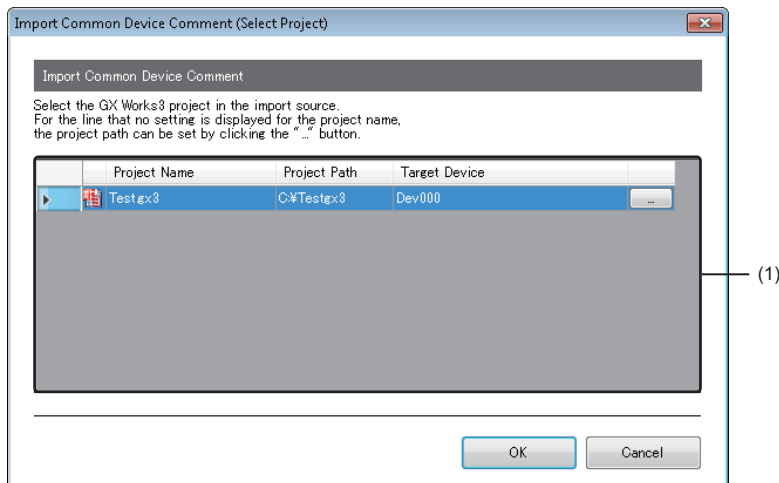 Import Common Device Comment (Select Project)
Import Common Device Comment
Select the GX Works3 project in the import source.
For the line that no setting is displayed for the project name,
the project path can be set by clicking the "..." button.
Project Name Project Path Target Device
Test.gx3 C:¥Test.gx3 Dev000 ...
(1)
OK Cancel